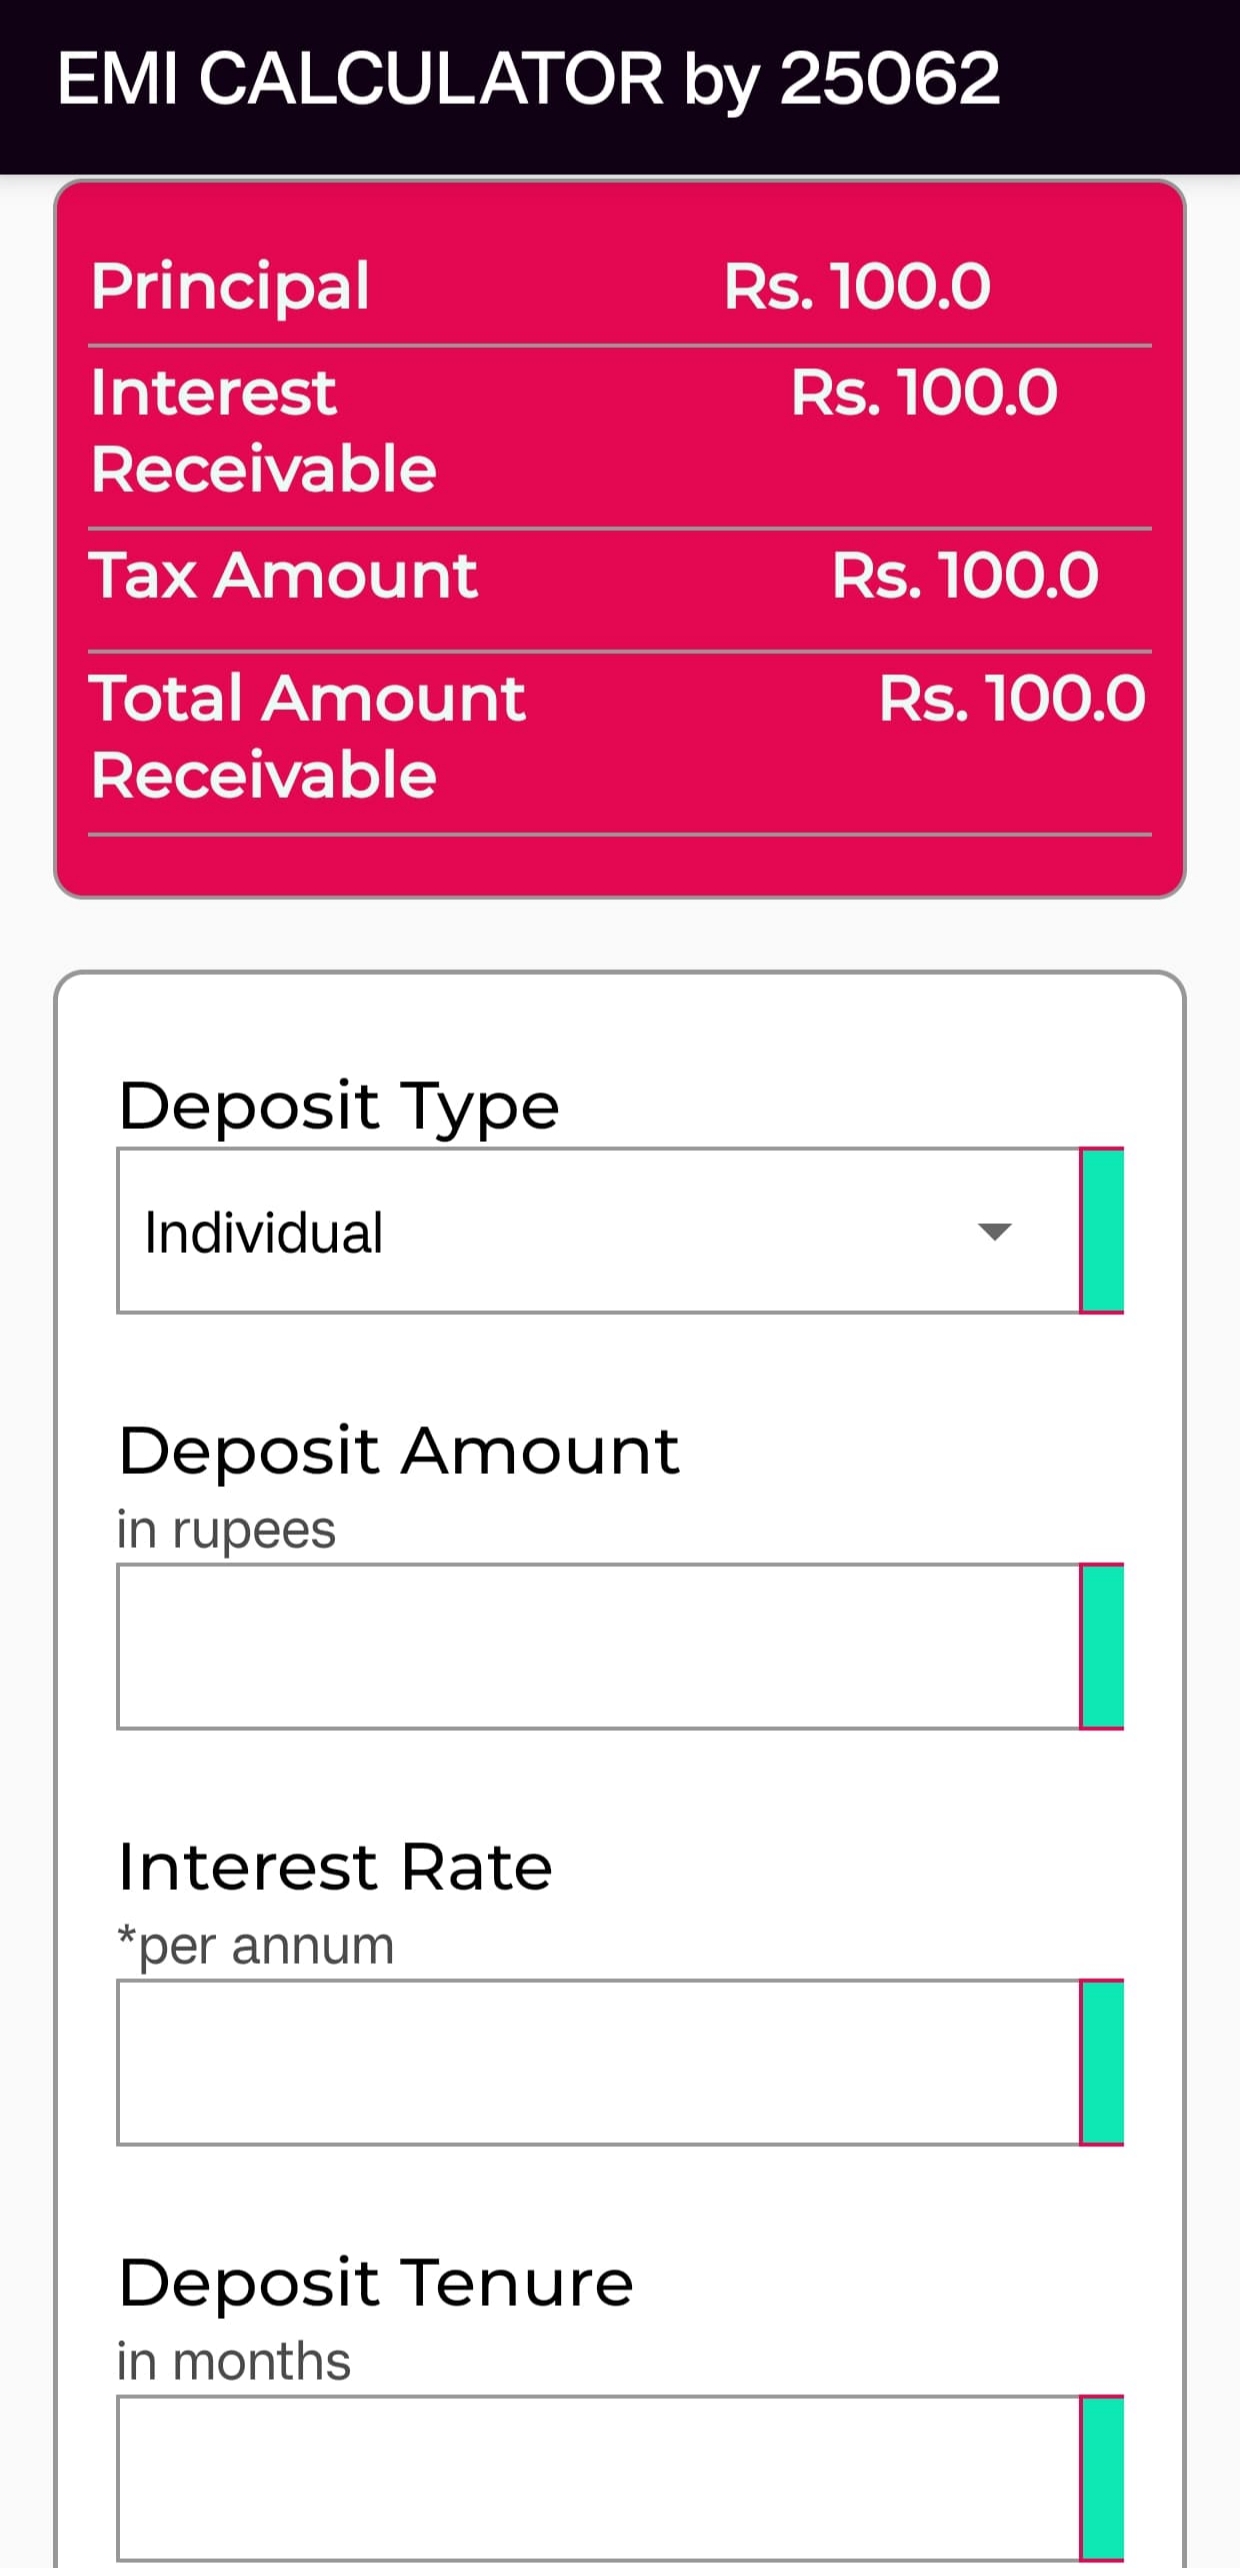 EMI CALCULATOR by 25062
Principal Rs. 100.0
Interest Rs. 100.0
Receivable
Tax Amount Rs. 100.0
Total Amount Rs. 100.0
Receivable
Deposit Type
Individual
Deposit Amount
in rupees
Interest Rate
*per annum
Deposit Tenure
in months